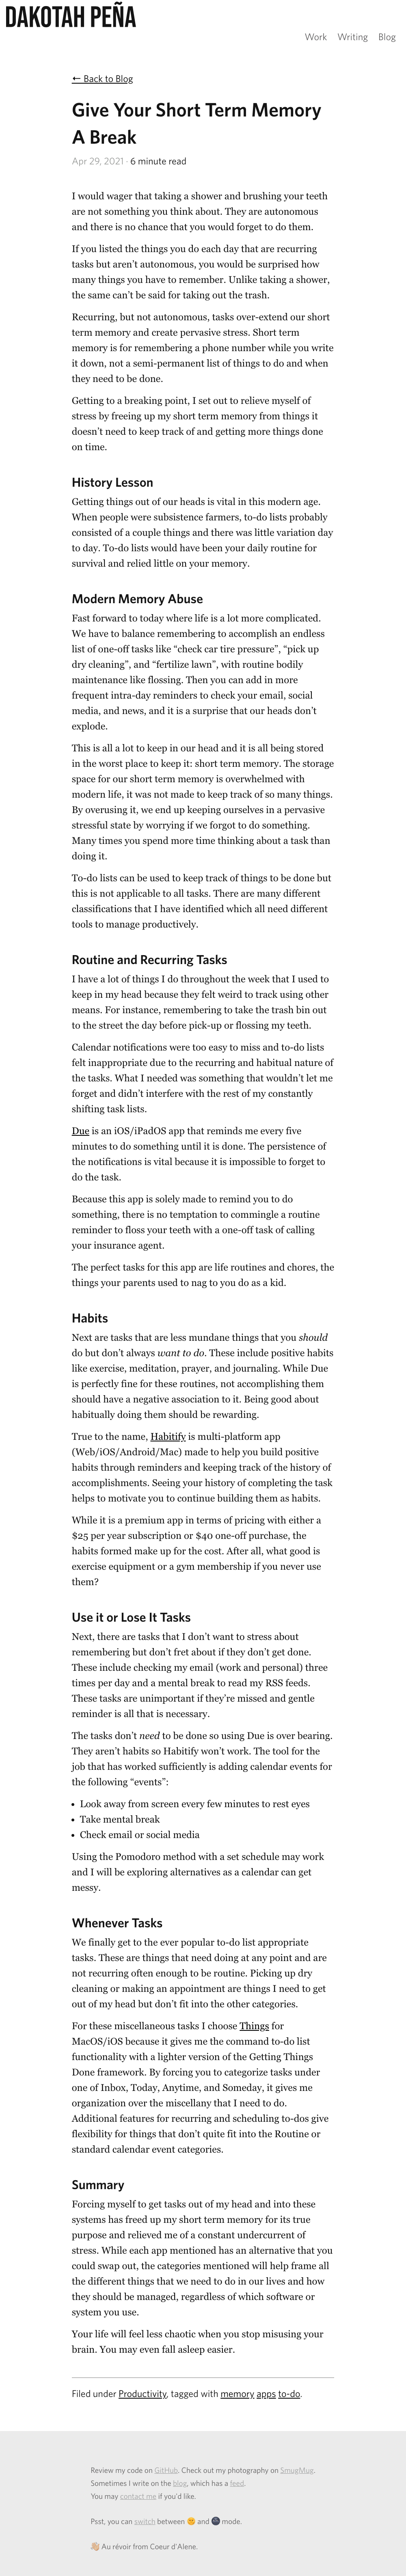 DAKOTAH PEÑA
Work Writing Blog
← Back to Blog
Give Your Short Term Memory
A Break
Apr 29, 2021 · 6 minute read
I would wager that taking a shower and brushing your teeth
are not something you think about. They are autonomous
and there is no chance that you would forget to do them.
If you listed the things you do each day that are recurring
tasks but aren’t autonomous, you would be surprised how
many things you have to remember. Unlike taking a shower,
the same can’t be said for taking out the trash.
Recurring, but not autonomous, tasks over-extend our short
term memory and create pervasive stress. Short term
memory is for remembering a phone number while you write
it down, not a semi-permanent list of things to do and when
they need to be done.
Getting to a breaking point, I set out to relieve myself of
stress by freeing up my short term memory from things it
doesn’t need to keep track of and getting more things done
on time.
History Lesson
Getting things out of our heads is vital in this modern age.
When people were subsistence farmers, to-do lists probably
consisted of a couple things and there was little variation day
to day. To-do lists would have been your daily routine for
survival and relied little on your memory.
Modern Memory Abuse
Fast forward to today where life is a lot more complicated.
We have to balance remembering to accomplish an endless
list of one-off tasks like “check car tire pressure”, “pick up
dry cleaning”, and “fertilize lawn”, with routine bodily
maintenance like flossing. Then you can add in more
frequent intra-day reminders to check your email, social
media, and news, and it is a surprise that our heads don’t
explode.
This is all a lot to keep in our head and it is all being stored
in the worst place to keep it: short term memory. The storage
space for our short term memory is overwhelmed with
modern life, it was not made to keep track of so many things.
By overusing it, we end up keeping ourselves in a pervasive
stressful state by worrying if we forgot to do something.
Many times you spend more time thinking about a task than
doing it.
To-do lists can be used to keep track of things to be done but
this is not applicable to all tasks. There are many different
classifications that I have identified which all need different
tools to manage productively.
Routine and Recurring Tasks
I have a lot of things I do throughout the week that I used to
keep in my head because they felt weird to track using other
means. For instance, remembering to take the trash bin out
to the street the day before pick-up or flossing my teeth.
Calendar notifications were too easy to miss and to-do lists
felt inappropriate due to the recurring and habitual nature of
the tasks. What I needed was something that wouldn’t let me
forget and didn’t interfere with the rest of my constantly
shifting task lists.
Due is an iOS/iPadOS app that reminds me every five
minutes to do something until it is done. The persistence of
the notifications is vital because it is impossible to forget to
do the task.
Because this app is solely made to remind you to do
something, there is no temptation to commingle a routine
reminder to floss your teeth with a one-off task of calling
your insurance agent.
The perfect tasks for this app are life routines and chores, the
things your parents used to nag to you do as a kid.
Habits
Next are tasks that are less mundane things that you should
do but don’t always want to do. These include positive habits
like exercise, meditation, prayer, and journaling. While Due
is perfectly fine for these routines, not accomplishing them
should have a negative association to it. Being good about
habitually doing them should be rewarding.
True to the name, Habitify is multi-platform app
(Web/iOS/Android/Mac) made to help you build positive
habits through reminders and keeping track of the history of
accomplishments. Seeing your history of completing the task
helps to motivate you to continue building them as habits.
While it is a premium app in terms of pricing with either a
$25 per year subscription or $40 one-off purchase, the
habits formed make up for the cost. After all, what good is
exercise equipment or a gym membership if you never use
them?
Use it or Lose It Tasks
Next, there are tasks that I don’t want to stress about
remembering but don’t fret about if they don’t get done.
These include checking my email (work and personal) three
times per day and a mental break to read my RSS feeds.
These tasks are unimportant if they’re missed and gentle
reminder is all that is necessary.
The tasks don’t need to be done so using Due is over bearing.
They aren’t habits so Habitify won’t work. The tool for the
job that has worked sufficiently is adding calendar events for
the following “events”:
• Look away from screen every few minutes to rest eyes
• Take mental break
• Check email or social media
Using the Pomodoro method with a set schedule may work
and I will be exploring alternatives as a calendar can get
messy.
Whenever Tasks
We finally get to the ever popular to-do list appropriate
tasks. These are things that need doing at any point and are
not recurring often enough to be routine. Picking up dry
cleaning or making an appointment are things I need to get
out of my head but don’t fit into the other categories.
For these miscellaneous tasks I choose Things for
MacOS/iOS because it gives me the command to-do list
functionality with a lighter version of the Getting Things
Done framework. By forcing you to categorize tasks under
one of Inbox, Today, Anytime, and Someday, it gives me
organization over the miscellany that I need to do.
Additional features for recurring and scheduling to-dos give
flexibility for things that don’t quite fit into the Routine or
standard calendar event categories.
Summary
Forcing myself to get tasks out of my head and into these
systems has freed up my short term memory for its true
purpose and relieved me of a constant undercurrent of
stress. While each app mentioned has an alternative that you
could swap out, the categories mentioned will help frame all
the different things that we need to do in our lives and how
they should be managed, regardless of which software or
system you use.
Your life will feel less chaotic when you stop misusing your
brain. You may even fall asleep easier.
Filed under Productivity, tagged with memory apps to-do.
Review my code on GitHub. Check out my photography on SmugMug.
Sometimes I write on the blog, which has a feed.
You may contact me if you’d like.
Psst, you can switch between 🌞 and 🌚 mode.
👋🏼 Au révoir from Coeur d’Alene.